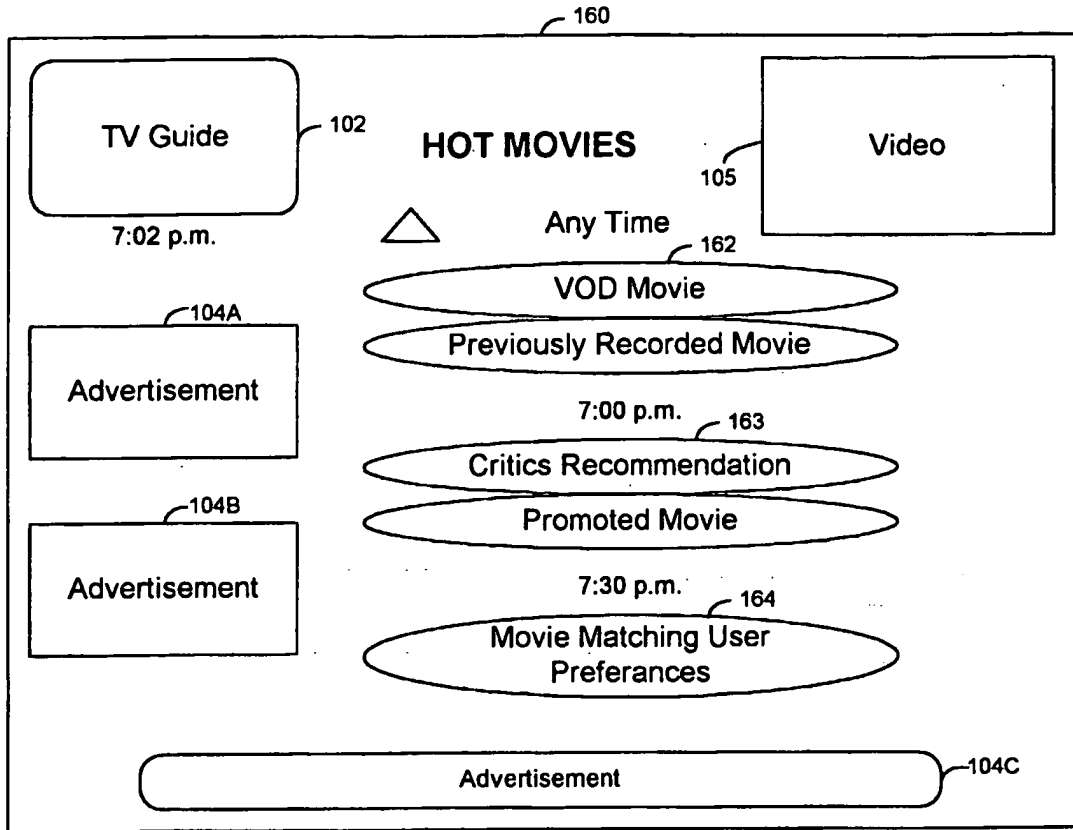 160
TV Guide
102
HOT MOVIES
Video
105
7:02 p.m.
Any Time
162
VOD Movie
104A
Previously Recorded Movie
Advertisement
7:00 p.m.
163
Critics Recommendation
104B
Promoted Movie
Advertisement
7:30 p.m.
164
Movie Matching User
Preferances
Advertisement
104C